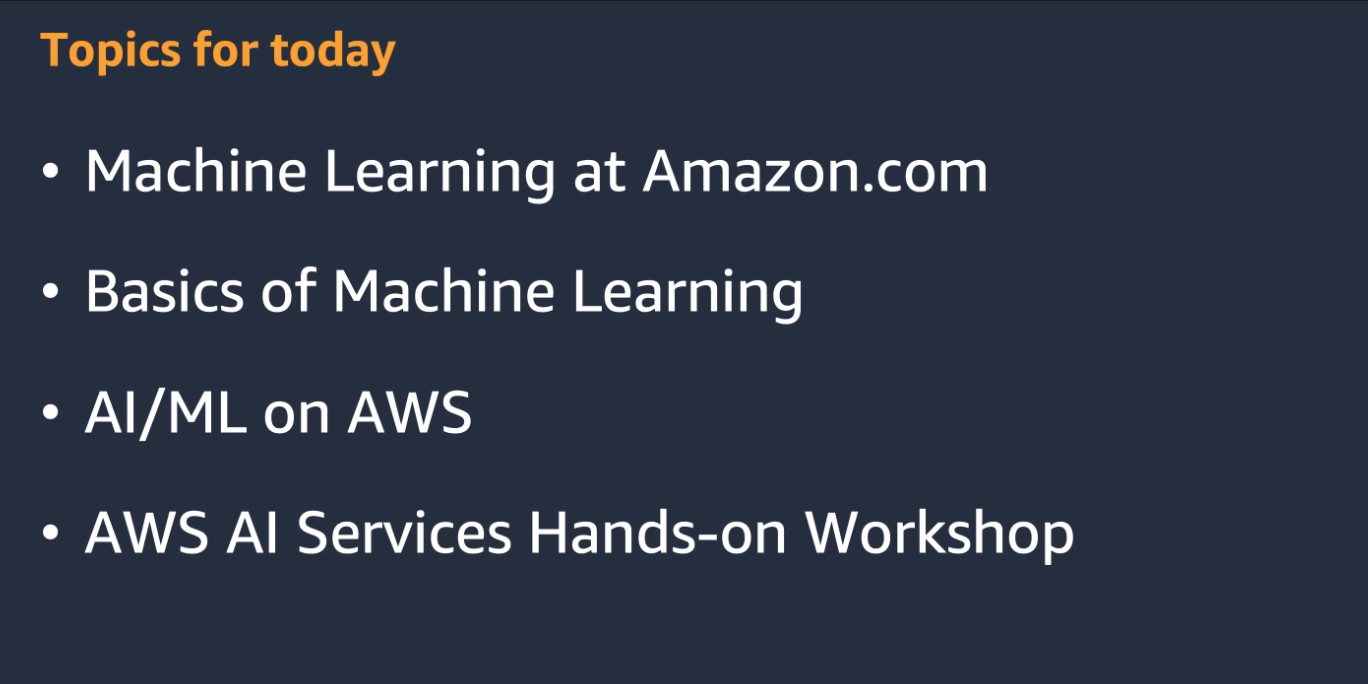 Topics for today
• Machine Learning at Amazon.com
• Basics of Machine Learning
• AI/ML on AWS
• AWS AI Services Hands-on Workshop